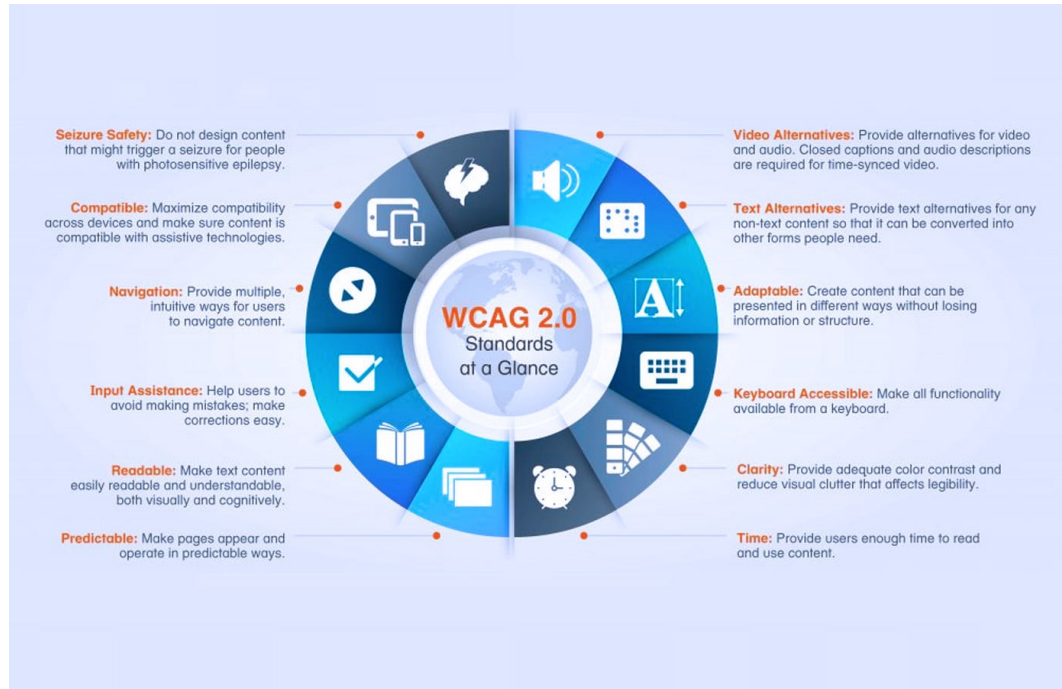 Seizure Safety: Do not design content
that might trigger a seizure for people
with photosensitive epilepsy.
Compatible: Maximize compatibility
across devices and make sure content is
compatible with assistive technologies.
Navigation: Provide multiple,
intuitive ways for users
to navigate content.
Input Assistance: Help users to
avoid making mistakes; make
corrections easy.
Readable: Make text content
easily readable and understandable,
both visually and cognitively.
Predictable: Make pages appear and
operate in predictable ways.
A
WCAG 2.0
Standards
at a Glance
Video Alternatives: Provide alternatives for video
and audio. Closed captions and audio descriptions
are required for time-synced video.
Text Alternatives: Provide text alternatives for any
non-text content so that it can be converted into
other forms people need.
Adaptable: Create content that can be
presented in different ways without losing
information or structure.
Keyboard Accessible: Make all functionality
available from a keyboard.
Clarity: Provide adequate color contrast and
reduce visual clutter that affects legibility.
Time: Provide users enough time to read
and use content.